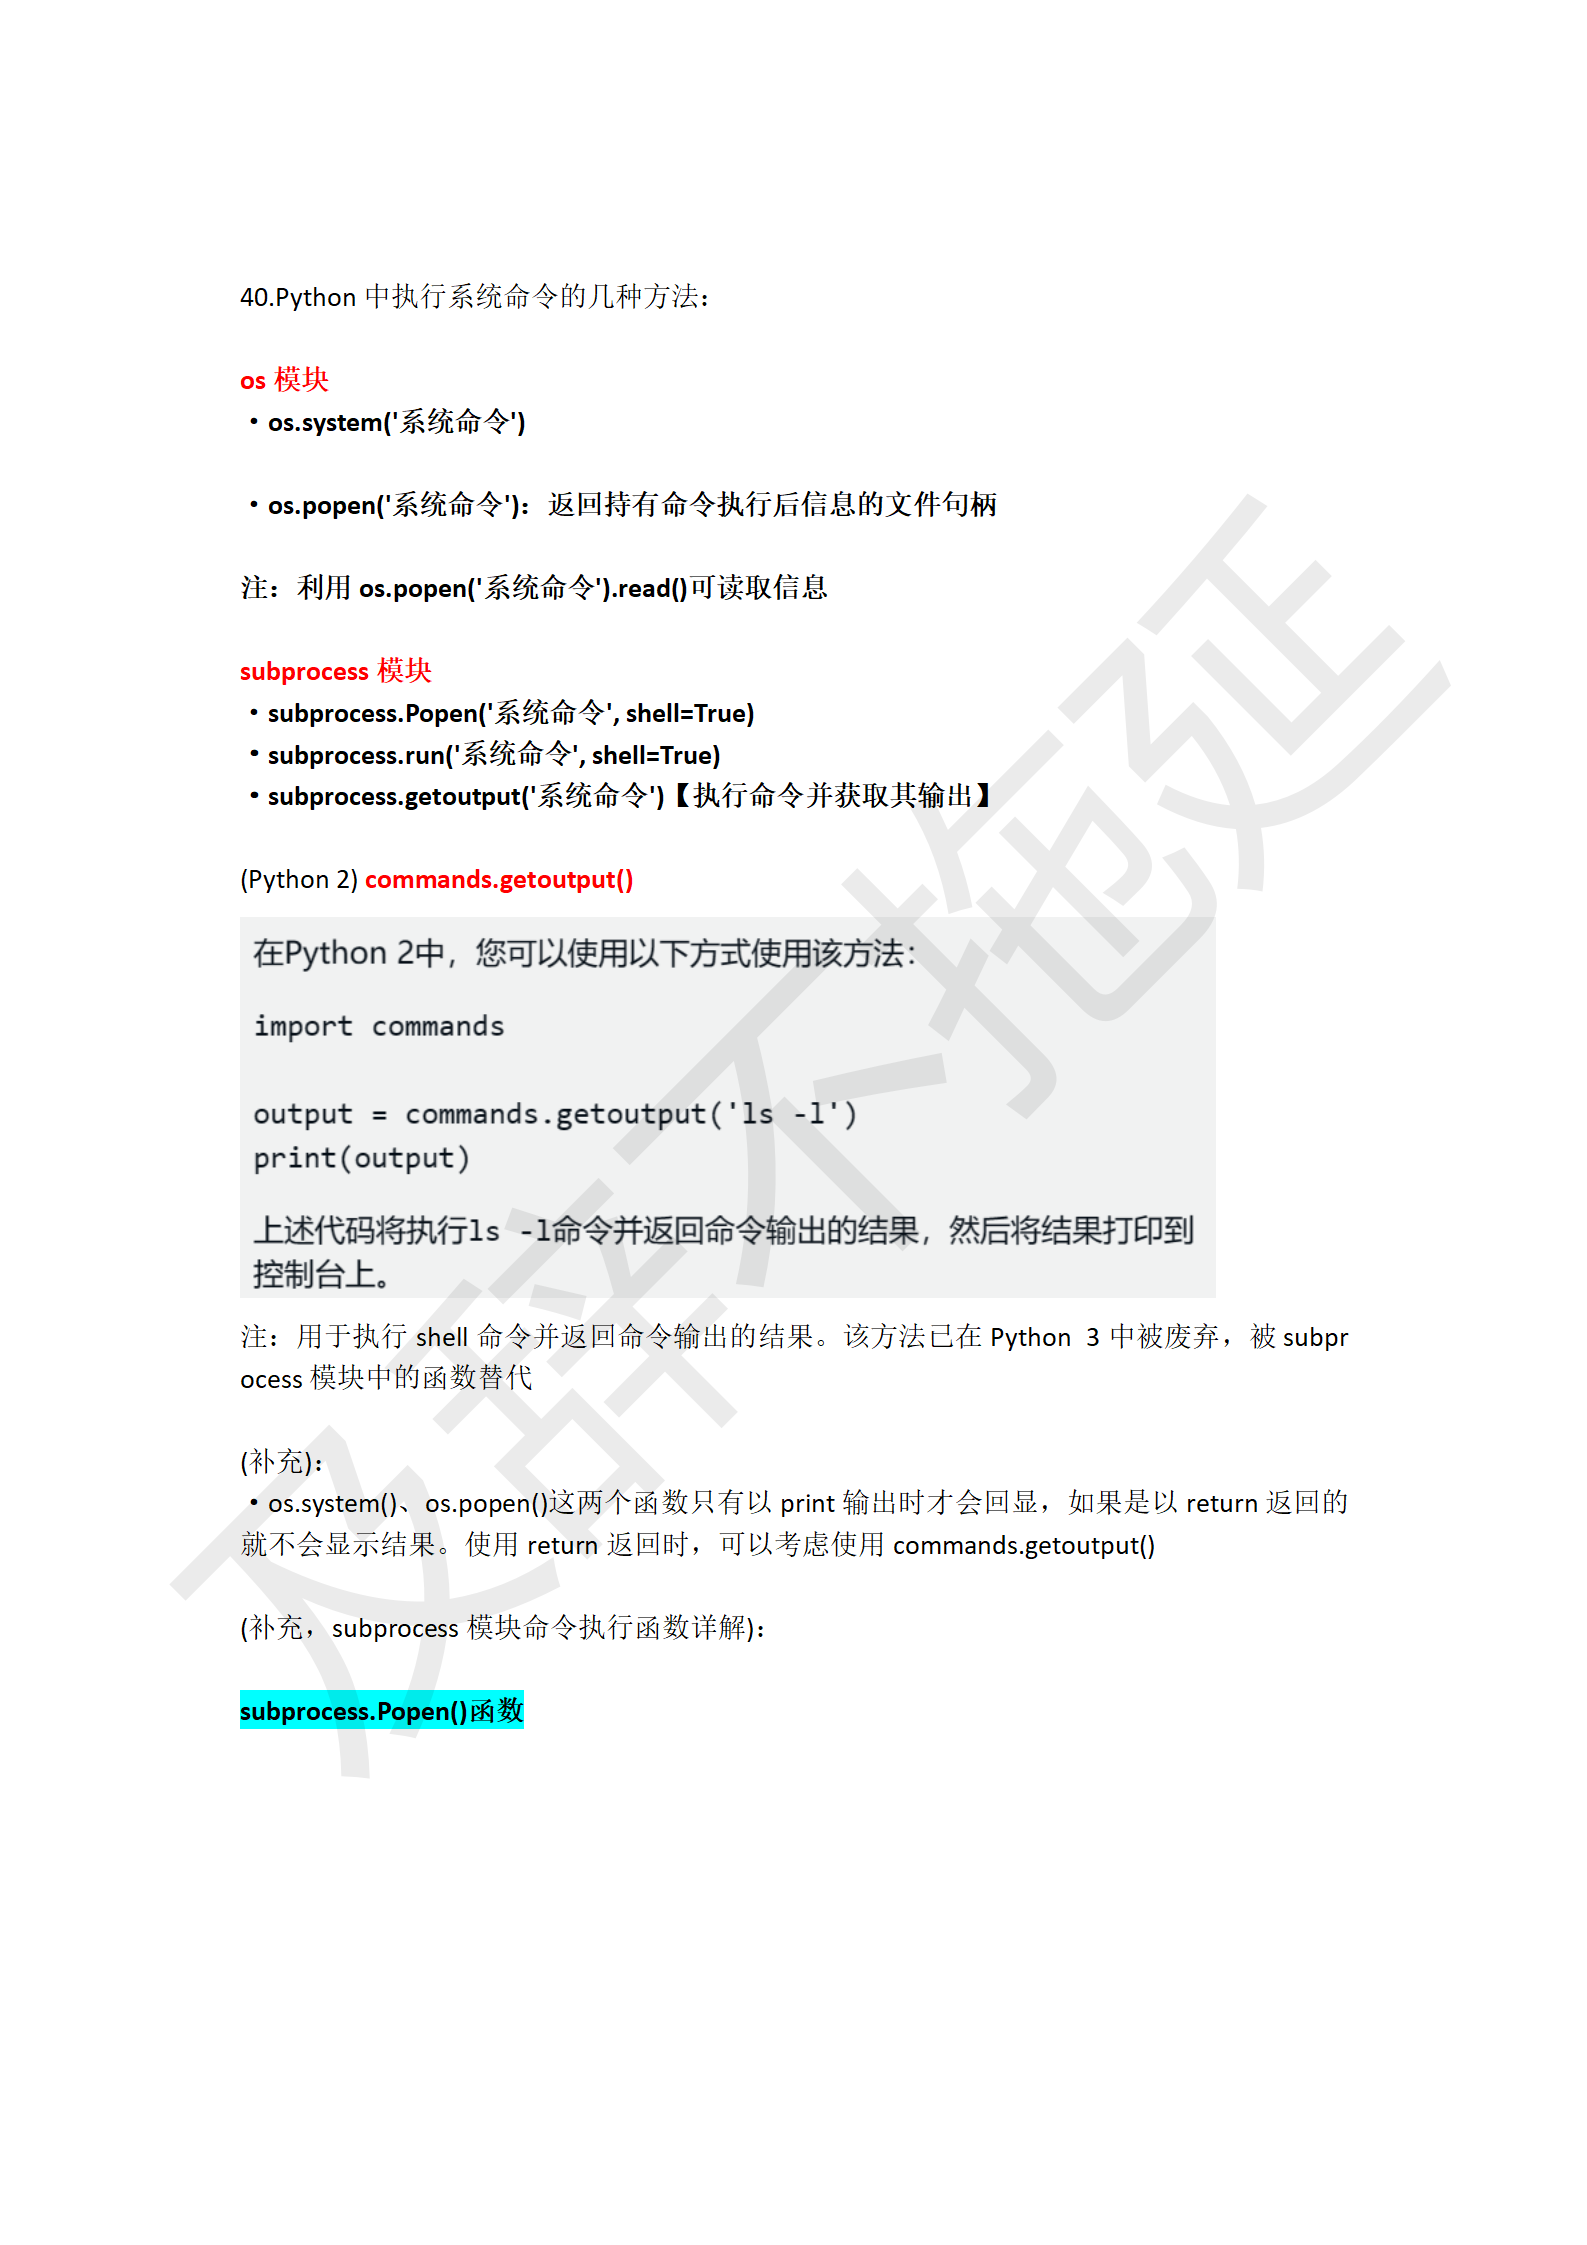 40.Python 中执行系统命令的几种方法：
os 模块
·os.system('系统命令')
·os.popen('系统命令')：返回持有命令执行后信息的文件句柄
注：利用 os.popen('系统命令').read()可读取信息
subprocess 模块
·subprocess.Popen('系统命令', shell=True)
·subprocess.run('系统命令', shell=True)
·subprocess.getoutput('系统命令')【执行命令并获取其输出】
(Python 2) commands.getoutput()
在Python 2中，您可以使用以下方式使用该方法：
import commands
output = commands.getoutput('ls -l')
print(output)
上述代码将执行ls -l命令并返回命令输出的结果，然后将结果打印到
控制台上。
注：用于执行 shell 命令并返回命令输出的结果。该方法已在 Python 3 中被废弃，被 subpr
ocess 模块中的函数替代
(补充)：
·os.system()、os.popen()这两个函数只有以 print 输出时才会回显，如果是以 return 返回的
就不会显示结果。使用 return 返回时，可以考虑使用 commands.getoutput()
(补充，subprocess 模块命令执行函数详解)：
subprocess.Popen()函数
及辞不拖延